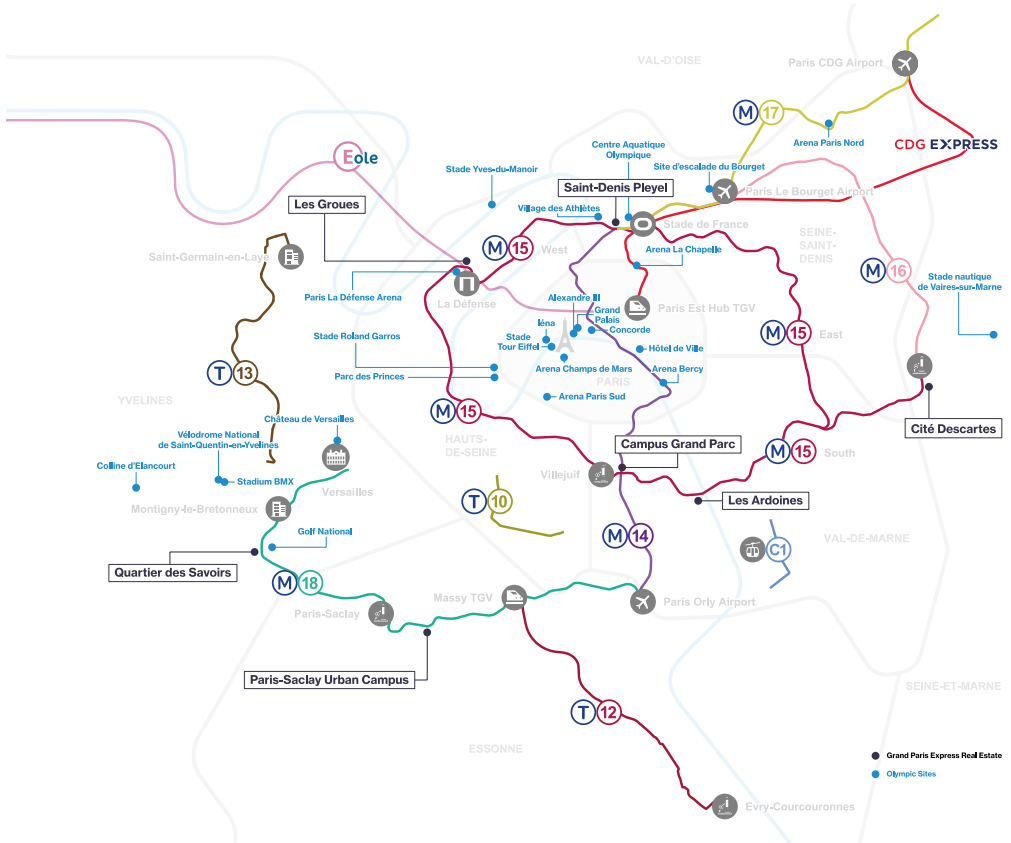 VAL-D'OISE
Paris CDG Airport
M 17
Arena Paris Nord
CDG EXPRESS
Centre Aquatique
Olympique
Site d'escalade du Bourget
Eole
Stade Yves-du-Manoir
Saint-Denis Pleyel
Paris Le Bourget Airport
Les Groues
Village des Athlètes
Stade de France
SEINE-
SAINT-
DENIS
M 15
West
Arena La Chapelle
Saint-Germain-en-Laye
M 16
Stade nautique
de Vaires-sur-Marne
Paris La Défense Arena
La Défense
Alexandre III
Grand
Palais
Paris Est Hub TGV
Iéna
Concorde
Stade Roland Garros
Stade
Tour Eiffel
M 15
East
Hôtel de Ville
T 13
Parc des Princes
Arena Champs de Mars
Arena Bercy
PARIS
YVELINES
Arena Paris Sud
M 15
Château de Versailles
Cité Descartes
Vélodrome National
de Saint-Quentin-en-Yvelines
HAUTS-
DE-SEINE
Campus Grand Parc
M 15
South
Colline d'Elancourt
Stadium BMX
Versailles
Villejuif
Les Ardoines
T 10
Montigny-le-Bretonneux
Golf National
M 14
VAL-DE-MARNE
C1
Quartier des Savoirs
M 18
Paris-Saclay
Massy TGV
Paris Orly Airport
Paris-Saclay Urban Campus
SEINE-ET-MARNE
T 12
ESSONNE
Grand Paris Express Real Estate
Olympic Sites
Evry-Courcouronnes